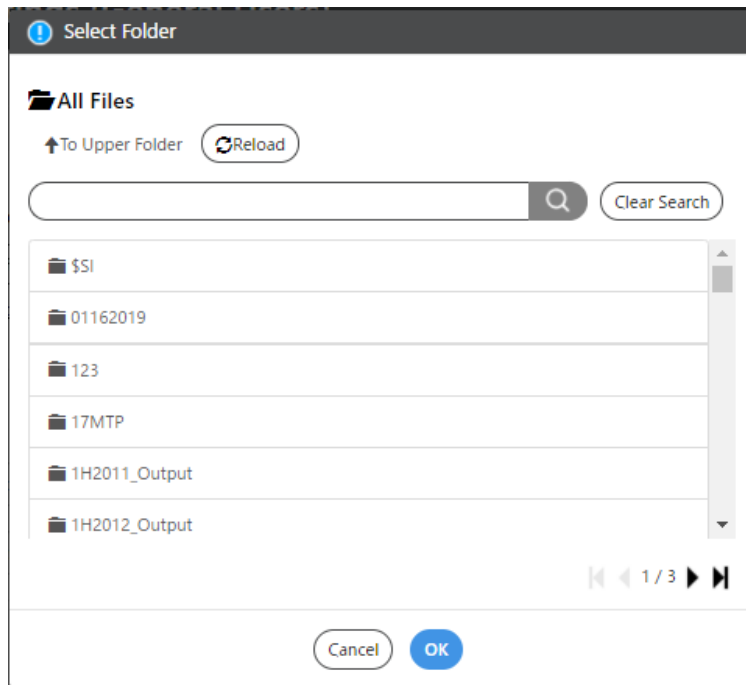 Select Folder
All Files
To Upper Folder Reload
Clear Search
$SI
01162019
123
17MTP
1H2011_Output
1H2012_Output
1 / 3
Cancel OK